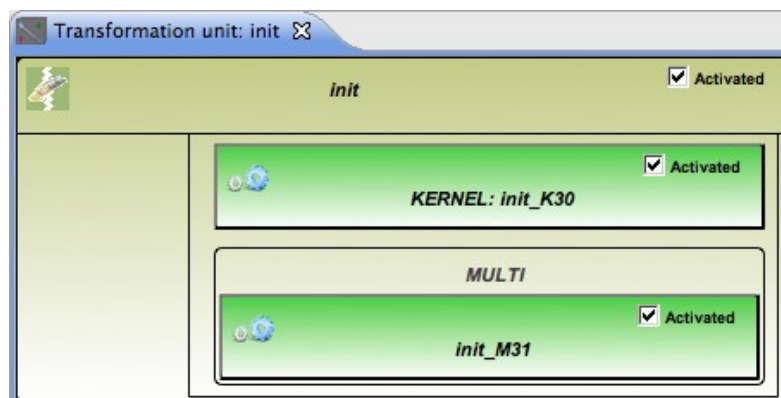 Transformation unit: init
init
Activated
Activated
KERNEL: init_K30
MULTI
Activated
init_M31